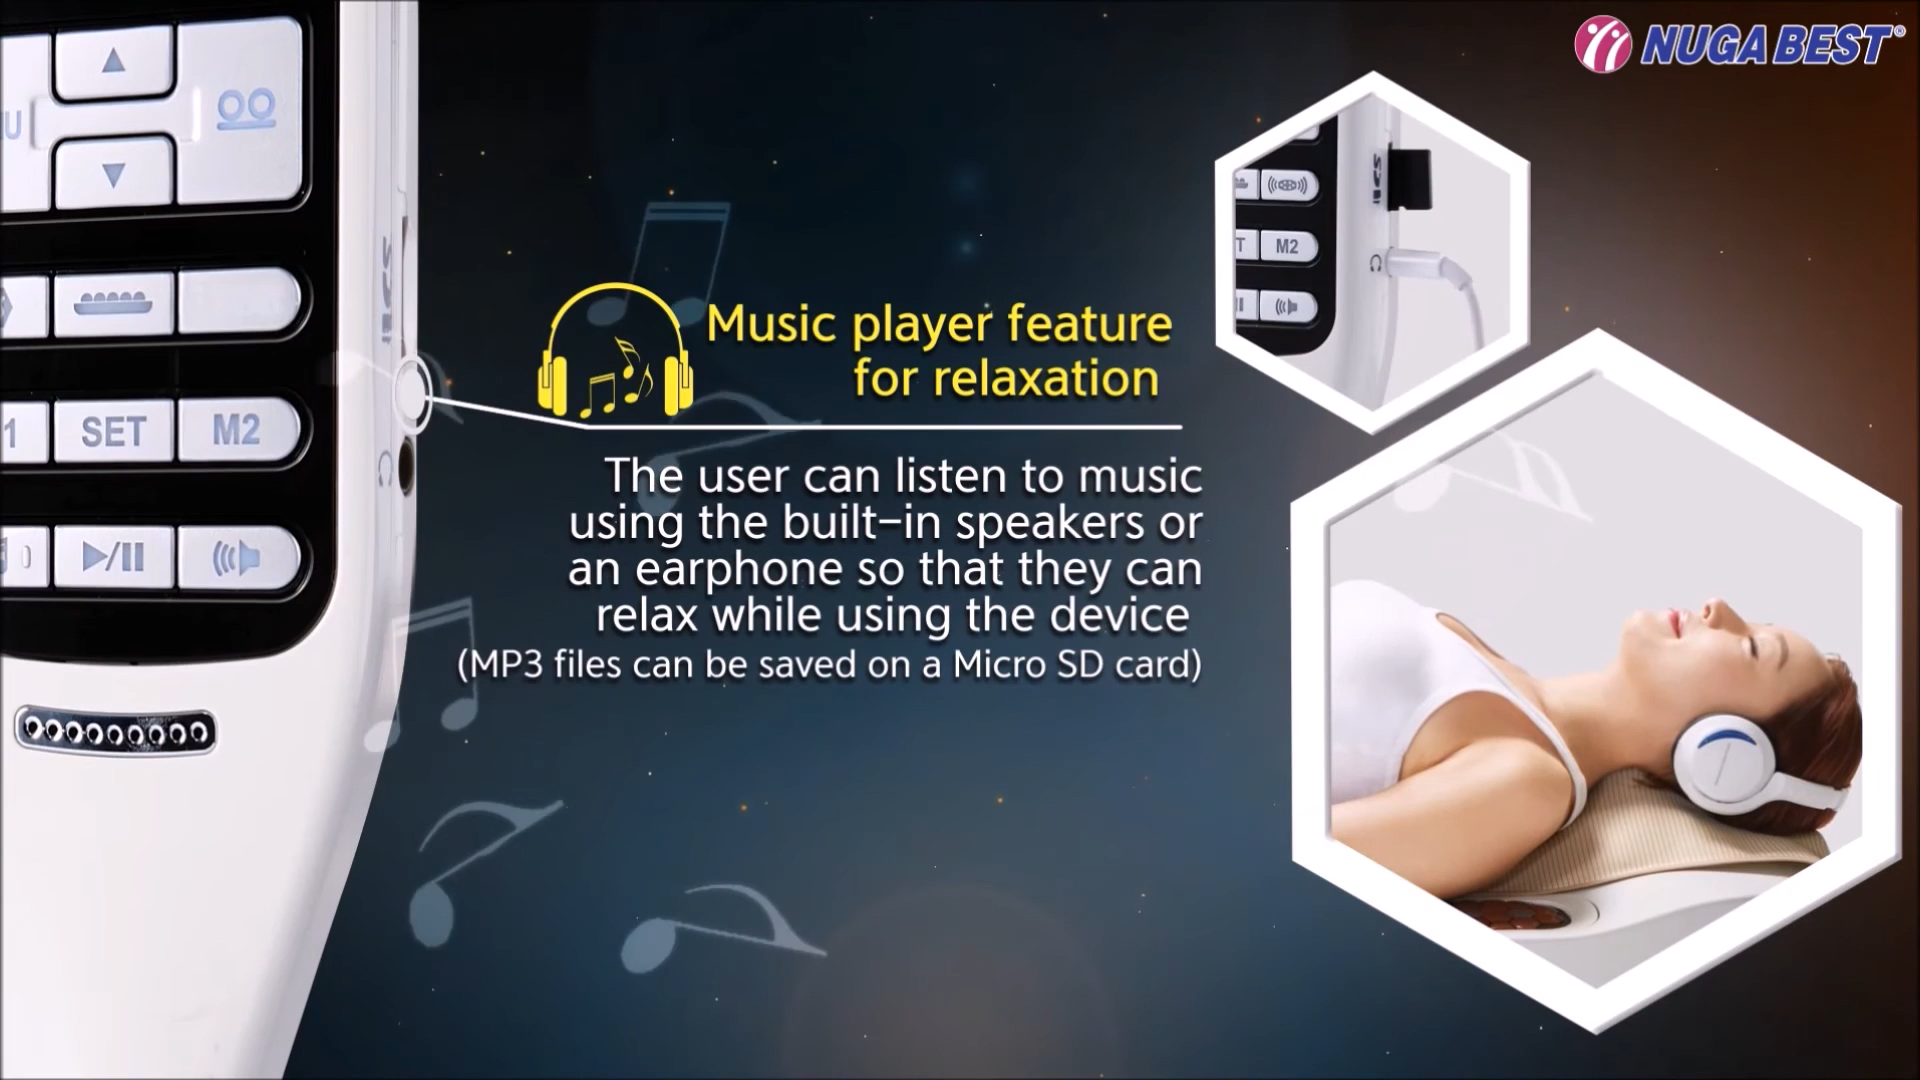 NUGA BEST®
U
1
SET
M2
T
M2
Music player feature
for relaxation
The user can listen to music
using the built-in speakers or
an earphone so that they can
relax while using the device
(MP3 files can be saved on a Micro SD card)